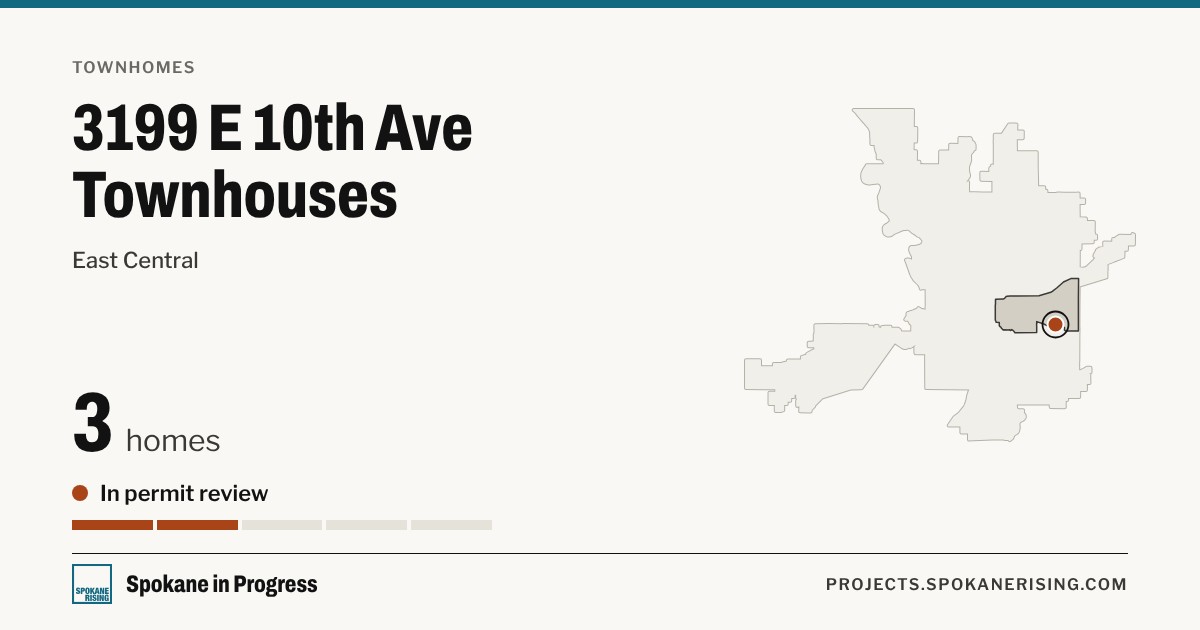 TOWNHOMES
3199 E 10th Ave
Townhouses
East Central
3 homes
In permit review
SPOKANE
RISING
Spokane in Progress
PROJECTS.SPOKANERISING.COM